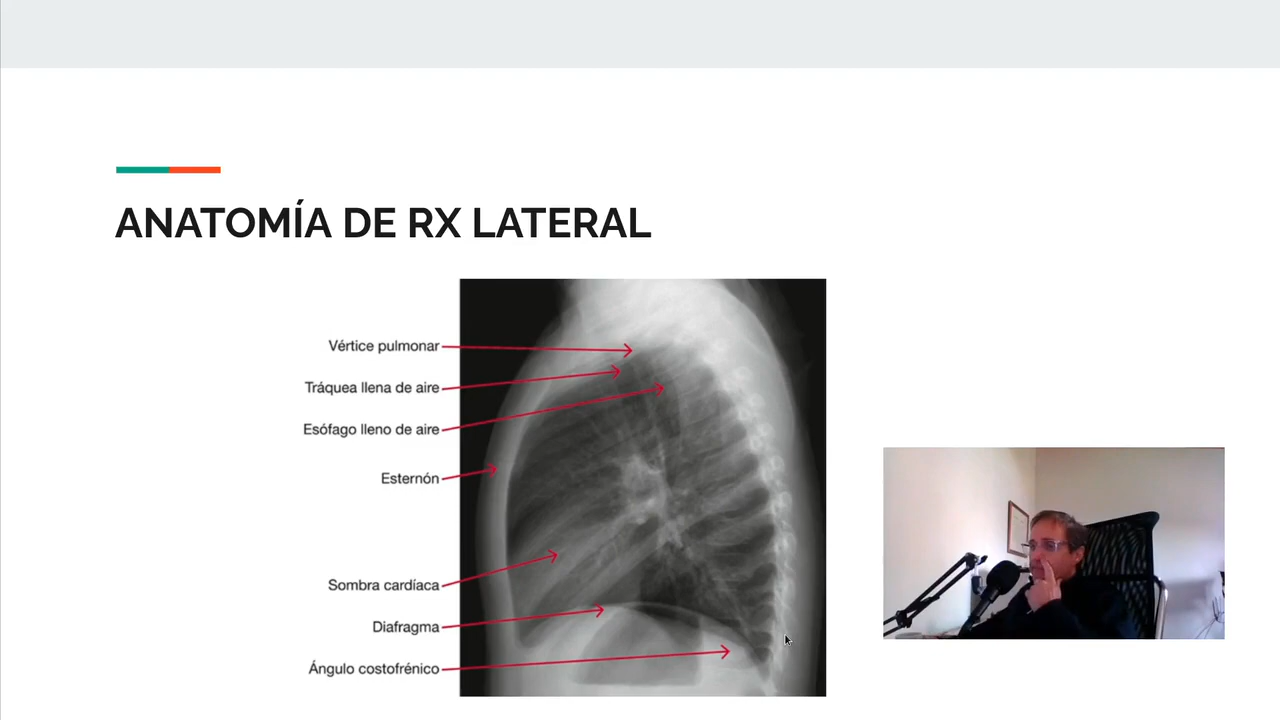 ANATOMÍA DE RX LATERAL
Vértice pulmonar
Tráquea llena de aire
Esófago lleno de aire
Esternón
Sombra cardíaca
Diafragma
Ángulo costofrénico